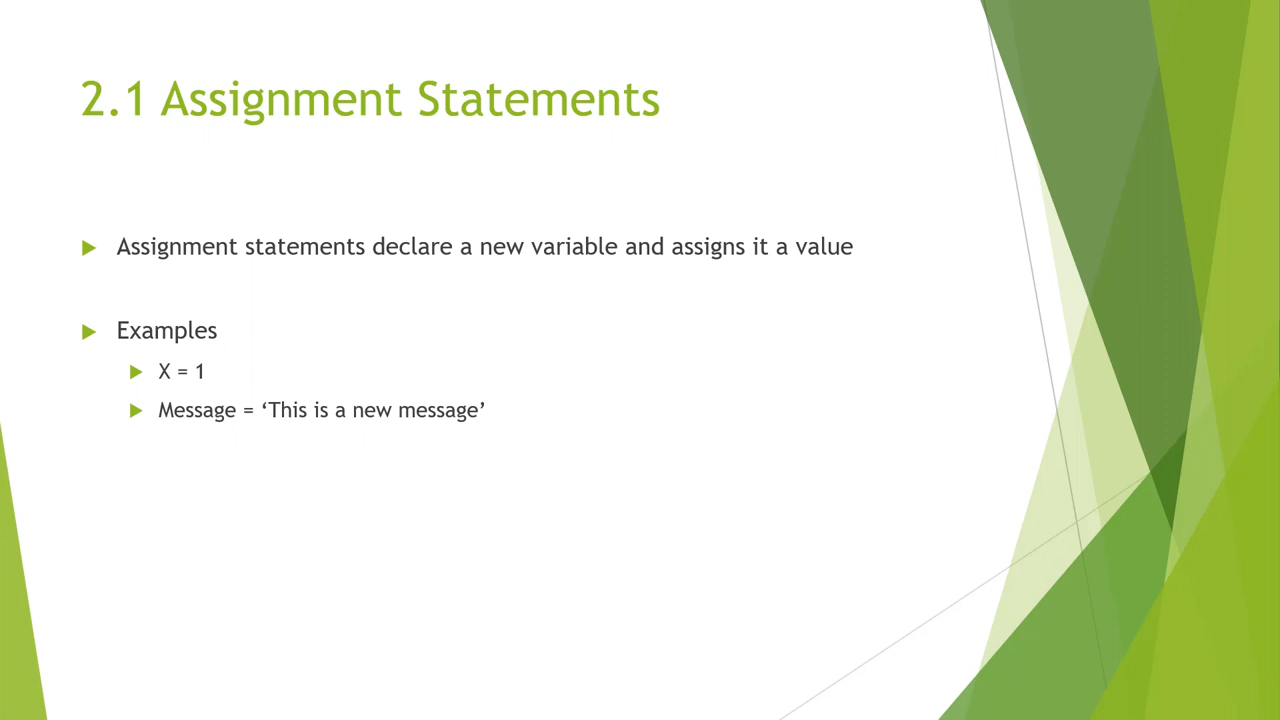 2.1 Assignment Statements
Assignment statements declare a new variable and assigns it a value
Examples
X = 1
Message = ‘This is a new message’